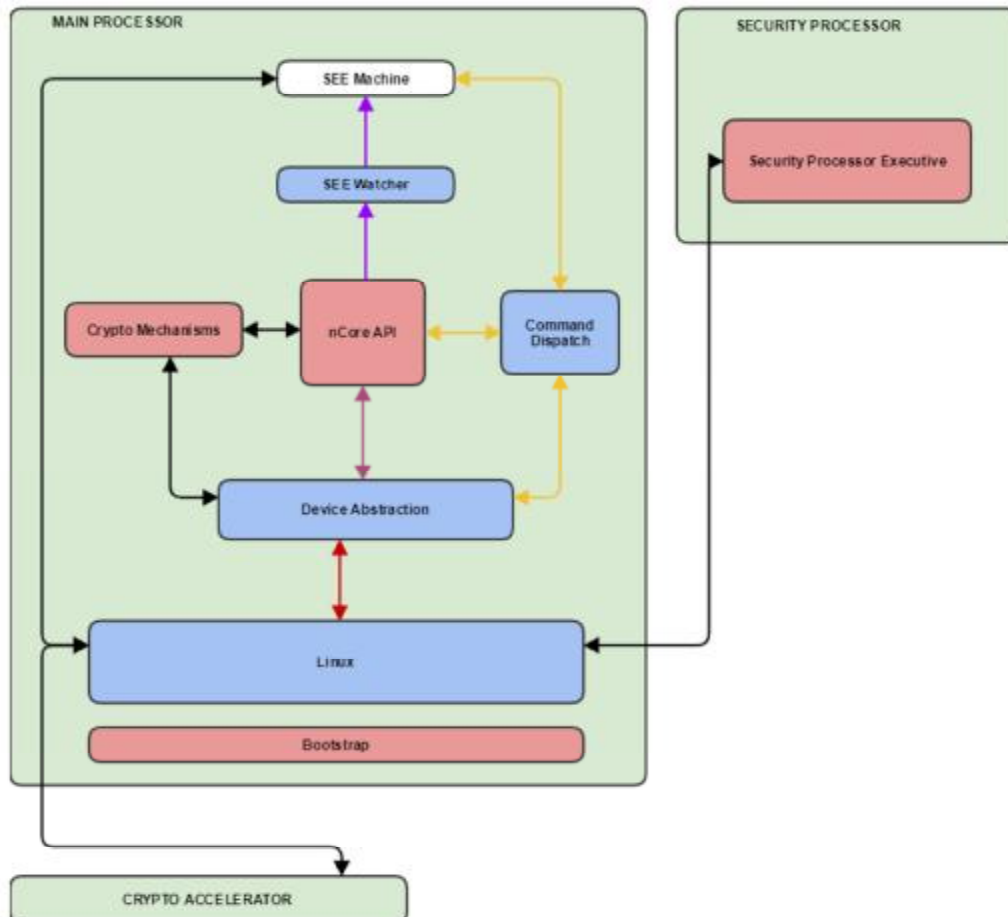 MAIN PROCESSOR
SECURITY PROCESSOR
SEE Machine
Security Processor Executive
SEE Watcher
Crypto Mechanisms
nCore API
Command
Dispatch
Device Abstraction
Linux
Bootstrap
CRYPTO ACCELERATOR